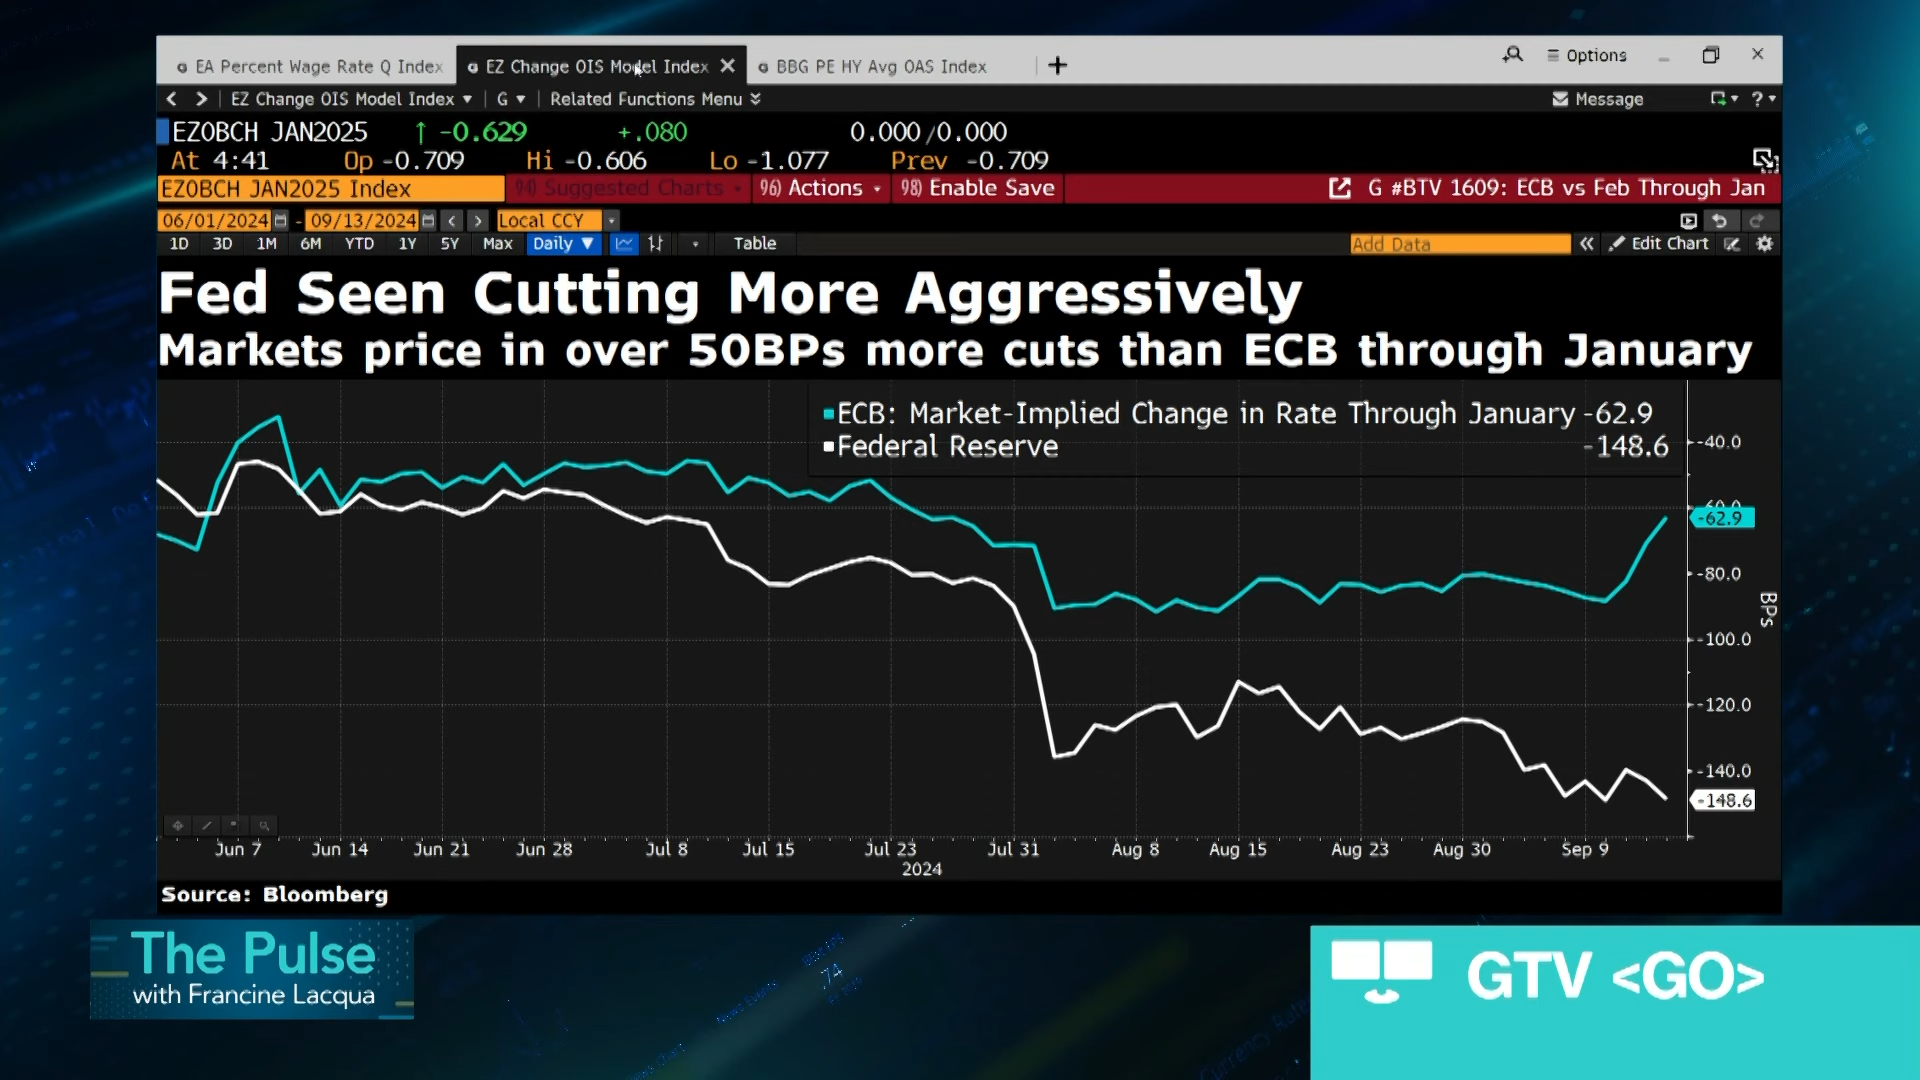 EA Percent Wage Rate Q Index
EZ Change OIS Model Index
BBG PE HY Avg OAS Index
Options
EZ Change OIS Model Index
G
Related Functions Menu
Message
?
EZ0BCH JAN2025 ↑ -0.629 +.080 0.000/0.000
At 4:41 Op -0.709 Hi -0.606 Lo -1.077 Prev -0.709
EZ0BCH JAN2025 Index 94) Suggested Charts 96) Actions 98) Enable Save G #BTV 1609: ECB vs Feb Through Jan
06/01/2024 - 09/13/2024 Local CCY
1D 3D 1M 6M YTD 1Y 5Y Max Daily ▼ Table Add Data Edit Chart
Fed Seen Cutting More Aggressively
Markets price in over 50BPs more cuts than ECB through January
ECB: Market-Implied Change in Rate Through January -62.9
Federal Reserve -148.6
-40.0
-60.0
-62.9
-80.0
-100.0
-120.0
-140.0
-148.6
BPs
Jun 7 Jun 14 Jun 21 Jun 28 Jul 8 Jul 15 Jul 23 Jul 31 Aug 8 Aug 15 Aug 23 Aug 30 Sep 9
2024
Source: Bloomberg
The Pulse
with Francine Lacqua
GTV <GO>